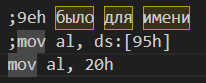 ;9eh было для имени
;mov al, ds:[95h]
mov al, 20h